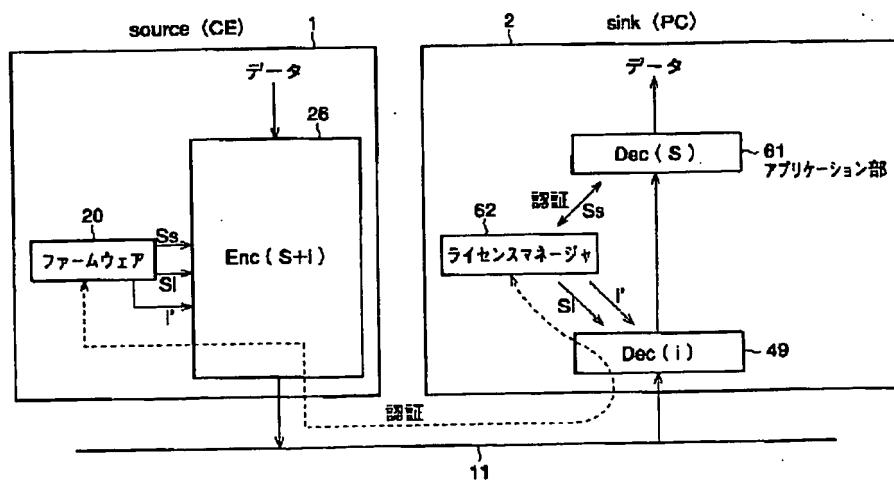 source (CE)
1
データ
26
20
ファームウェア
Ss
Si
i'
Enc(S+i)
sink (PC)
2
データ
Dec(S)
61
アプリケーション部
認証
Ss
62
ライセンスマネージャ
Si
i'
Dec(i)
49
認証
11